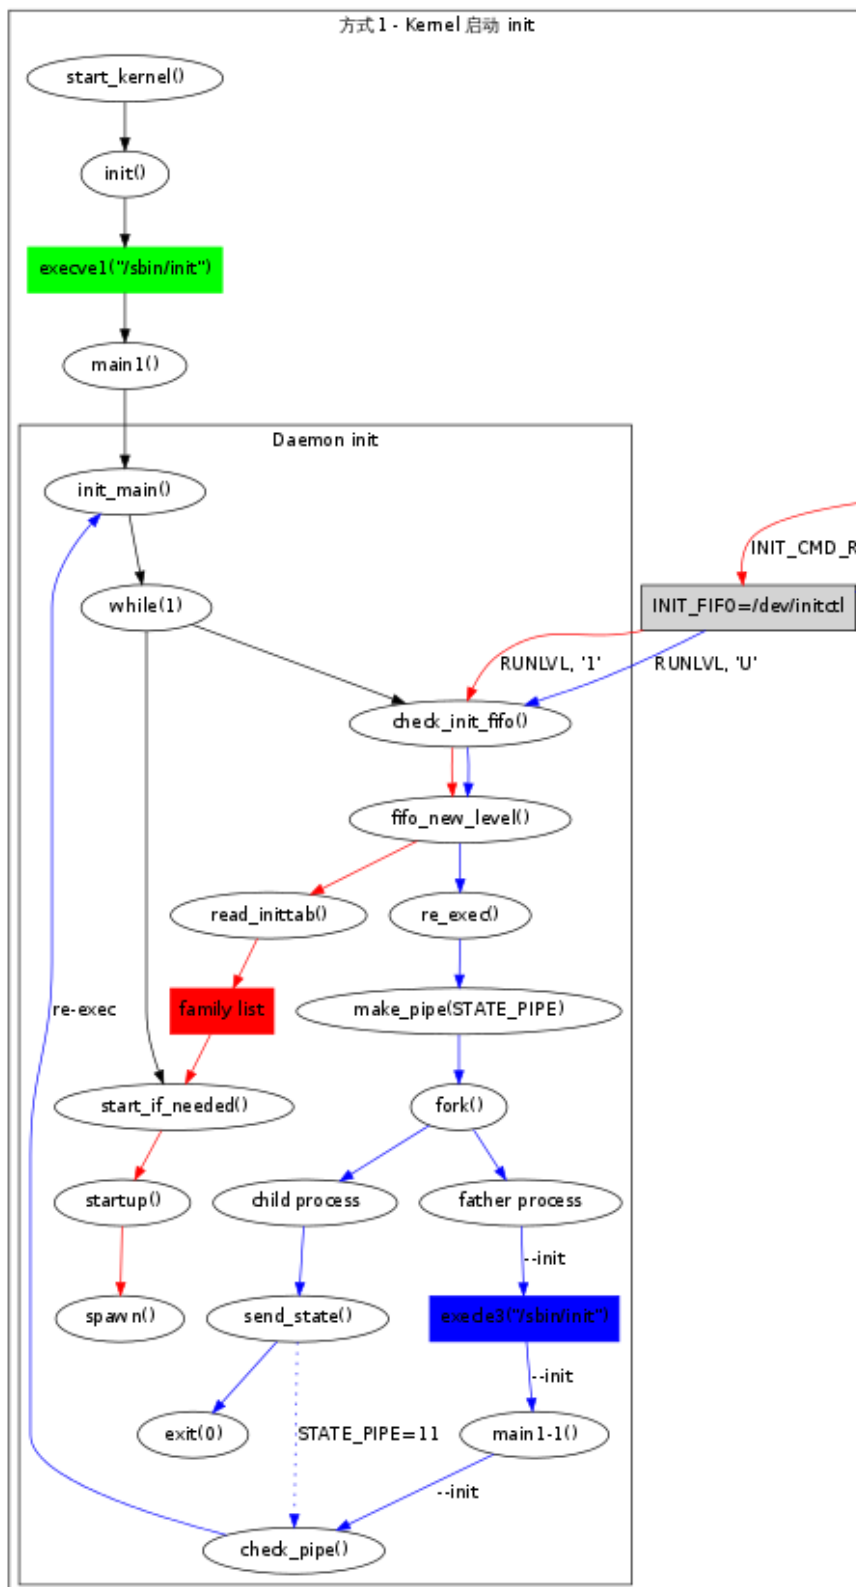 方式 1 - Kernel 启动 init
start_kernel()
init()
execve1("/sbin/init")
main1()
Daemon init
init_main()
while(1)
INIT_CMD_R
INIT_FIFO=/dev/initctl
RUNLVL, '1'
RUNLVL, 'U'
check_init_fifo()
fifo_new_level()
read_inittab()
re_exec()
re-exec
family list
make_pipe(STATE_PIPE)
start_if_needed()
fork()
startup()
child process
father process
--init
spawn()
send_state()
execle3("/sbin/init")
--init
exit(0)
STATE_PIPE=11
main1-1()
--init
check_pipe()